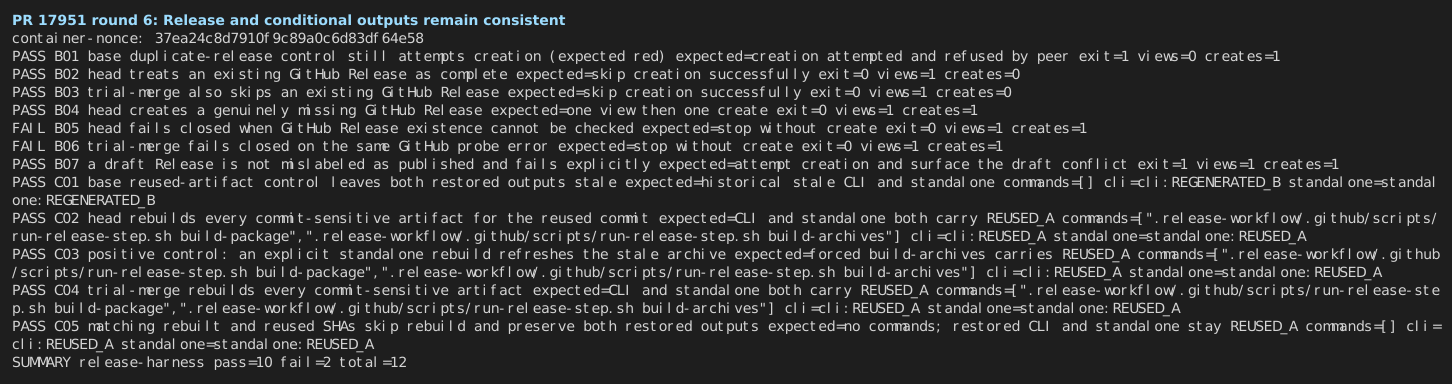 PR 17951 round 6: Release and conditional outputs remain consistent
container-nonce: 37ea24c8d7910f9c89a0c6d83df64e58
PASS B01 base duplicate-release control still attempts creation (expected red) expected=creation attempted and refused by peer exit=1 views=0 creates=1
PASS B02 head treats an existing GitHub Release as complete expected=skip creation successfully exit=0 views=1 creates=0
PASS B03 trial-merge also skips an existing GitHub Release expected=skip creation successfully exit=0 views=1 creates=0
PASS B04 head creates a genuinely missing GitHub Release expected=one view then one create exit=0 views=1 creates=1
FAIL B05 head fails closed when GitHub Release existence cannot be checked expected=stop without create exit=0 views=1 creates=1
FAIL B06 trial-merge fails closed on the same GitHub probe error expected=stop without create exit=0 views=1 creates=1
PASS B07 a draft Release is not mislabeled as published and fails explicitly expected=attempt creation and surface the draft conflict exit=1 views=1 creates=1
PASS C01 base reused-artifact control leaves both restored outputs stale expected=historical stale CLI and standalone commands=[] cli=cli:REGENERATED_B standalone=standal
one:REGENERATED_B
PASS C02 head rebuilds every commit-sensitive artifact for the reused commit expected=CLI and standalone both carry REUSED_A commands=[".release-workflow/.github/scripts/
run-release-step.sh build-package",".release-workflow/.github/scripts/run-release-step.sh build-archives"] cli=cli:REUSED_A standalone=standalone:REUSED_A
PASS C03 positive control: an explicit standalone rebuild refreshes the stale archive expected=forced build-archives carries REUSED_A commands=[".release-workflow/.github
/scripts/run-release-step.sh build-package",".release-workflow/.github/scripts/run-release-step.sh build-archives"] cli=cli:REUSED_A standalone=standalone:REUSED_A
PASS C04 trial-merge rebuilds every commit-sensitive artifact expected=CLI and standalone both carry REUSED_A commands=[".release-workflow/.github/scripts/run-release-ste
p.sh build-package",".release-workflow/.github/scripts/run-release-step.sh build-archives"] cli=cli:REUSED_A standalone=standalone:REUSED_A
PASS C05 matching rebuilt and reused SHAs skip rebuild and preserve both restored outputs expected=no commands; restored CLI and standalone stay REUSED_A commands=[] cli=
cli:REUSED_A standalone=standalone:REUSED_A
SUMMARY release-harness pass=10 fail=2 total=12